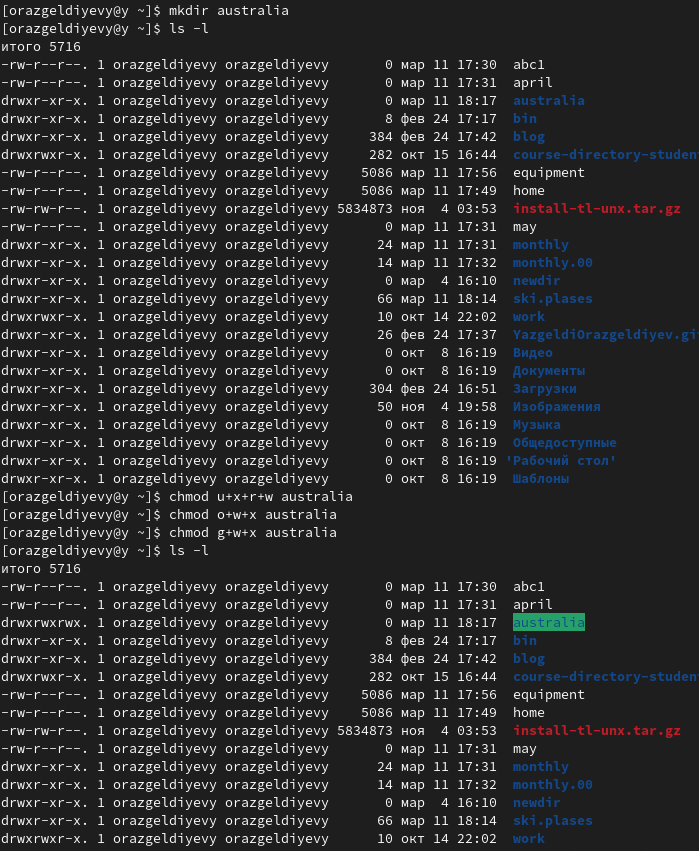 [orazgeldiyevy@y ~]$ mkdir australia
[orazgeldiyevy@y ~]$ ls -l
итого 5716
-rw-r--r--. 1 orazgeldiyevy orazgeldiyevy       0 мар 11 17:30  abc1
-rw-r--r--. 1 orazgeldiyevy orazgeldiyevy       0 мар 11 17:31  april
drwxr-xr-x. 1 orazgeldiyevy orazgeldiyevy       0 мар 11 18:17  australia
drwxr-xr-x. 1 orazgeldiyevy orazgeldiyevy       8 фев 24 17:17  bin
drwxr-xr-x. 1 orazgeldiyevy orazgeldiyevy     384 фев 24 17:42  blog
drwxrwxr-x. 1 orazgeldiyevy orazgeldiyevy     282 окт 15 16:44  course-directory-studen
-rw-r--r--. 1 orazgeldiyevy orazgeldiyevy    5086 мар 11 17:56  equipment
-rw-r--r--. 1 orazgeldiyevy orazgeldiyevy    5086 мар 11 17:49  home
-rw-rw-r--. 1 orazgeldiyevy orazgeldiyevy 5834873 ноя  4 03:53  install-tl-unx.tar.gz
-rw-r--r--. 1 orazgeldiyevy orazgeldiyevy       0 мар 11 17:31  may
drwxr-xr-x. 1 orazgeldiyevy orazgeldiyevy      24 мар 11 17:31  monthly
drwxr-xr-x. 1 orazgeldiyevy orazgeldiyevy      14 мар 11 17:32  monthly.00
drwxr-xr-x. 1 orazgeldiyevy orazgeldiyevy       0 мар  4 16:10  newdir
drwxr-xr-x. 1 orazgeldiyevy orazgeldiyevy      66 мар 11 18:14  ski.plases
drwxrwxr-x. 1 orazgeldiyevy orazgeldiyevy      10 окт 14 22:02  work
drwxr-xr-x. 1 orazgeldiyevy orazgeldiyevy      26 фев 24 17:37  YazgeldiOrazgeldiyev.gi
drwxr-xr-x. 1 orazgeldiyevy orazgeldiyevy       0 окт  8 16:19  Видео
drwxr-xr-x. 1 orazgeldiyevy orazgeldiyevy       0 окт  8 16:19  Документы
drwxr-xr-x. 1 orazgeldiyevy orazgeldiyevy     304 фев 24 16:51  Загрузки
drwxr-xr-x. 1 orazgeldiyevy orazgeldiyevy      50 ноя  4 19:58  Изображения
drwxr-xr-x. 1 orazgeldiyevy orazgeldiyevy       0 окт  8 16:19  Музыка
drwxr-xr-x. 1 orazgeldiyevy orazgeldiyevy       0 окт  8 16:19  Общедоступные
drwxr-xr-x. 1 orazgeldiyevy orazgeldiyevy       0 окт  8 16:19 'Рабочий стол'
drwxr-xr-x. 1 orazgeldiyevy orazgeldiyevy       0 окт  8 16:19  Шаблоны
[orazgeldiyevy@y ~]$ chmod u+x+r+w australia
[orazgeldiyevy@y ~]$ chmod o+w+x australia
[orazgeldiyevy@y ~]$ chmod g+w+x australia
[orazgeldiyevy@y ~]$ ls -l
итого 5716
-rw-r--r--. 1 orazgeldiyevy orazgeldiyevy       0 мар 11 17:30  abc1
-rw-r--r--. 1 orazgeldiyevy orazgeldiyevy       0 мар 11 17:31  april
drwxrwxrwx. 1 orazgeldiyevy orazgeldiyevy       0 мар 11 18:17  australia
drwxr-xr-x. 1 orazgeldiyevy orazgeldiyevy       8 фев 24 17:17  bin
drwxr-xr-x. 1 orazgeldiyevy orazgeldiyevy     384 фев 24 17:42  blog
drwxrwxr-x. 1 orazgeldiyevy orazgeldiyevy     282 окт 15 16:44  course-directory-studen
-rw-r--r--. 1 orazgeldiyevy orazgeldiyevy    5086 мар 11 17:56  equipment
-rw-r--r--. 1 orazgeldiyevy orazgeldiyevy    5086 мар 11 17:49  home
-rw-rw-r--. 1 orazgeldiyevy orazgeldiyevy 5834873 ноя  4 03:53  install-tl-unx.tar.gz
-rw-r--r--. 1 orazgeldiyevy orazgeldiyevy       0 мар 11 17:31  may
drwxr-xr-x. 1 orazgeldiyevy orazgeldiyevy      24 мар 11 17:31  monthly
drwxr-xr-x. 1 orazgeldiyevy orazgeldiyevy      14 мар 11 17:32  monthly.00
drwxr-xr-x. 1 orazgeldiyevy orazgeldiyevy       0 мар  4 16:10  newdir
drwxr-xr-x. 1 orazgeldiyevy orazgeldiyevy      66 мар 11 18:14  ski.plases
drwxrwxr-x. 1 orazgeldiyevy orazgeldiyevy      10 окт 14 22:02  work